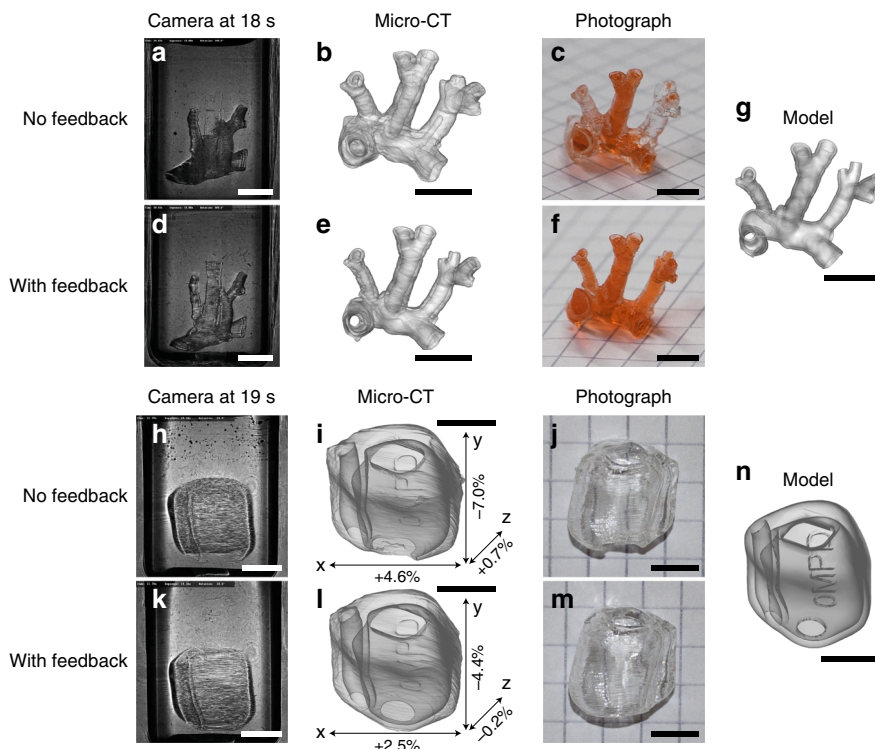 Camera at 18 s Micro-CT Photograph
a b c
No feedback
g Model
d e f
With feedback
Camera at 19 s Micro-CT Photograph
h i j
No feedback
y
−7.0%
z
+0.7%
x
+4.6%
n Model
k l m
With feedback
y
−4.4%
z
−0.2%
x
+2.5%